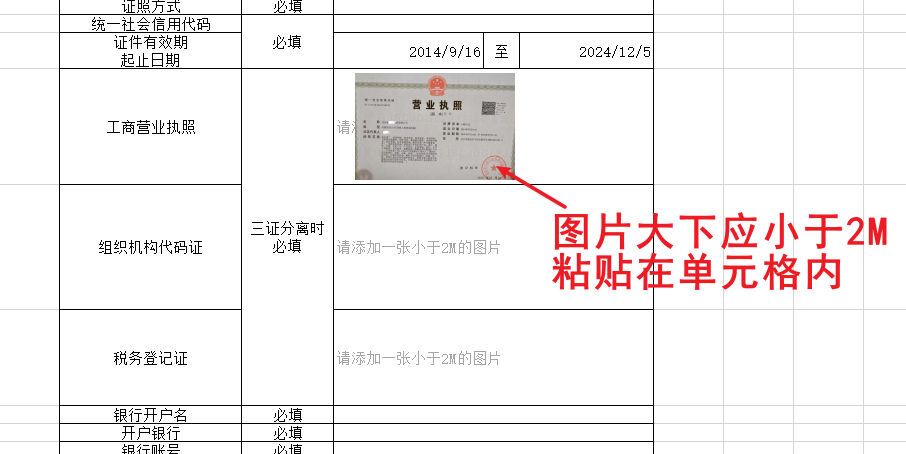 证照方式 必填
统一社会信用代码
证件有效期
起止日期
必填
2014/9/16 至 2024/12/5
工商营业执照
请
营业执照
组织机构代码证
三证分离时
必填
请添加一张小于2M的图片
图片大下应小于2M
粘贴在单元格内
税务登记证
请添加一张小于2M的图片
银行开户名 必填
开户银行 必填
银行账号 必填